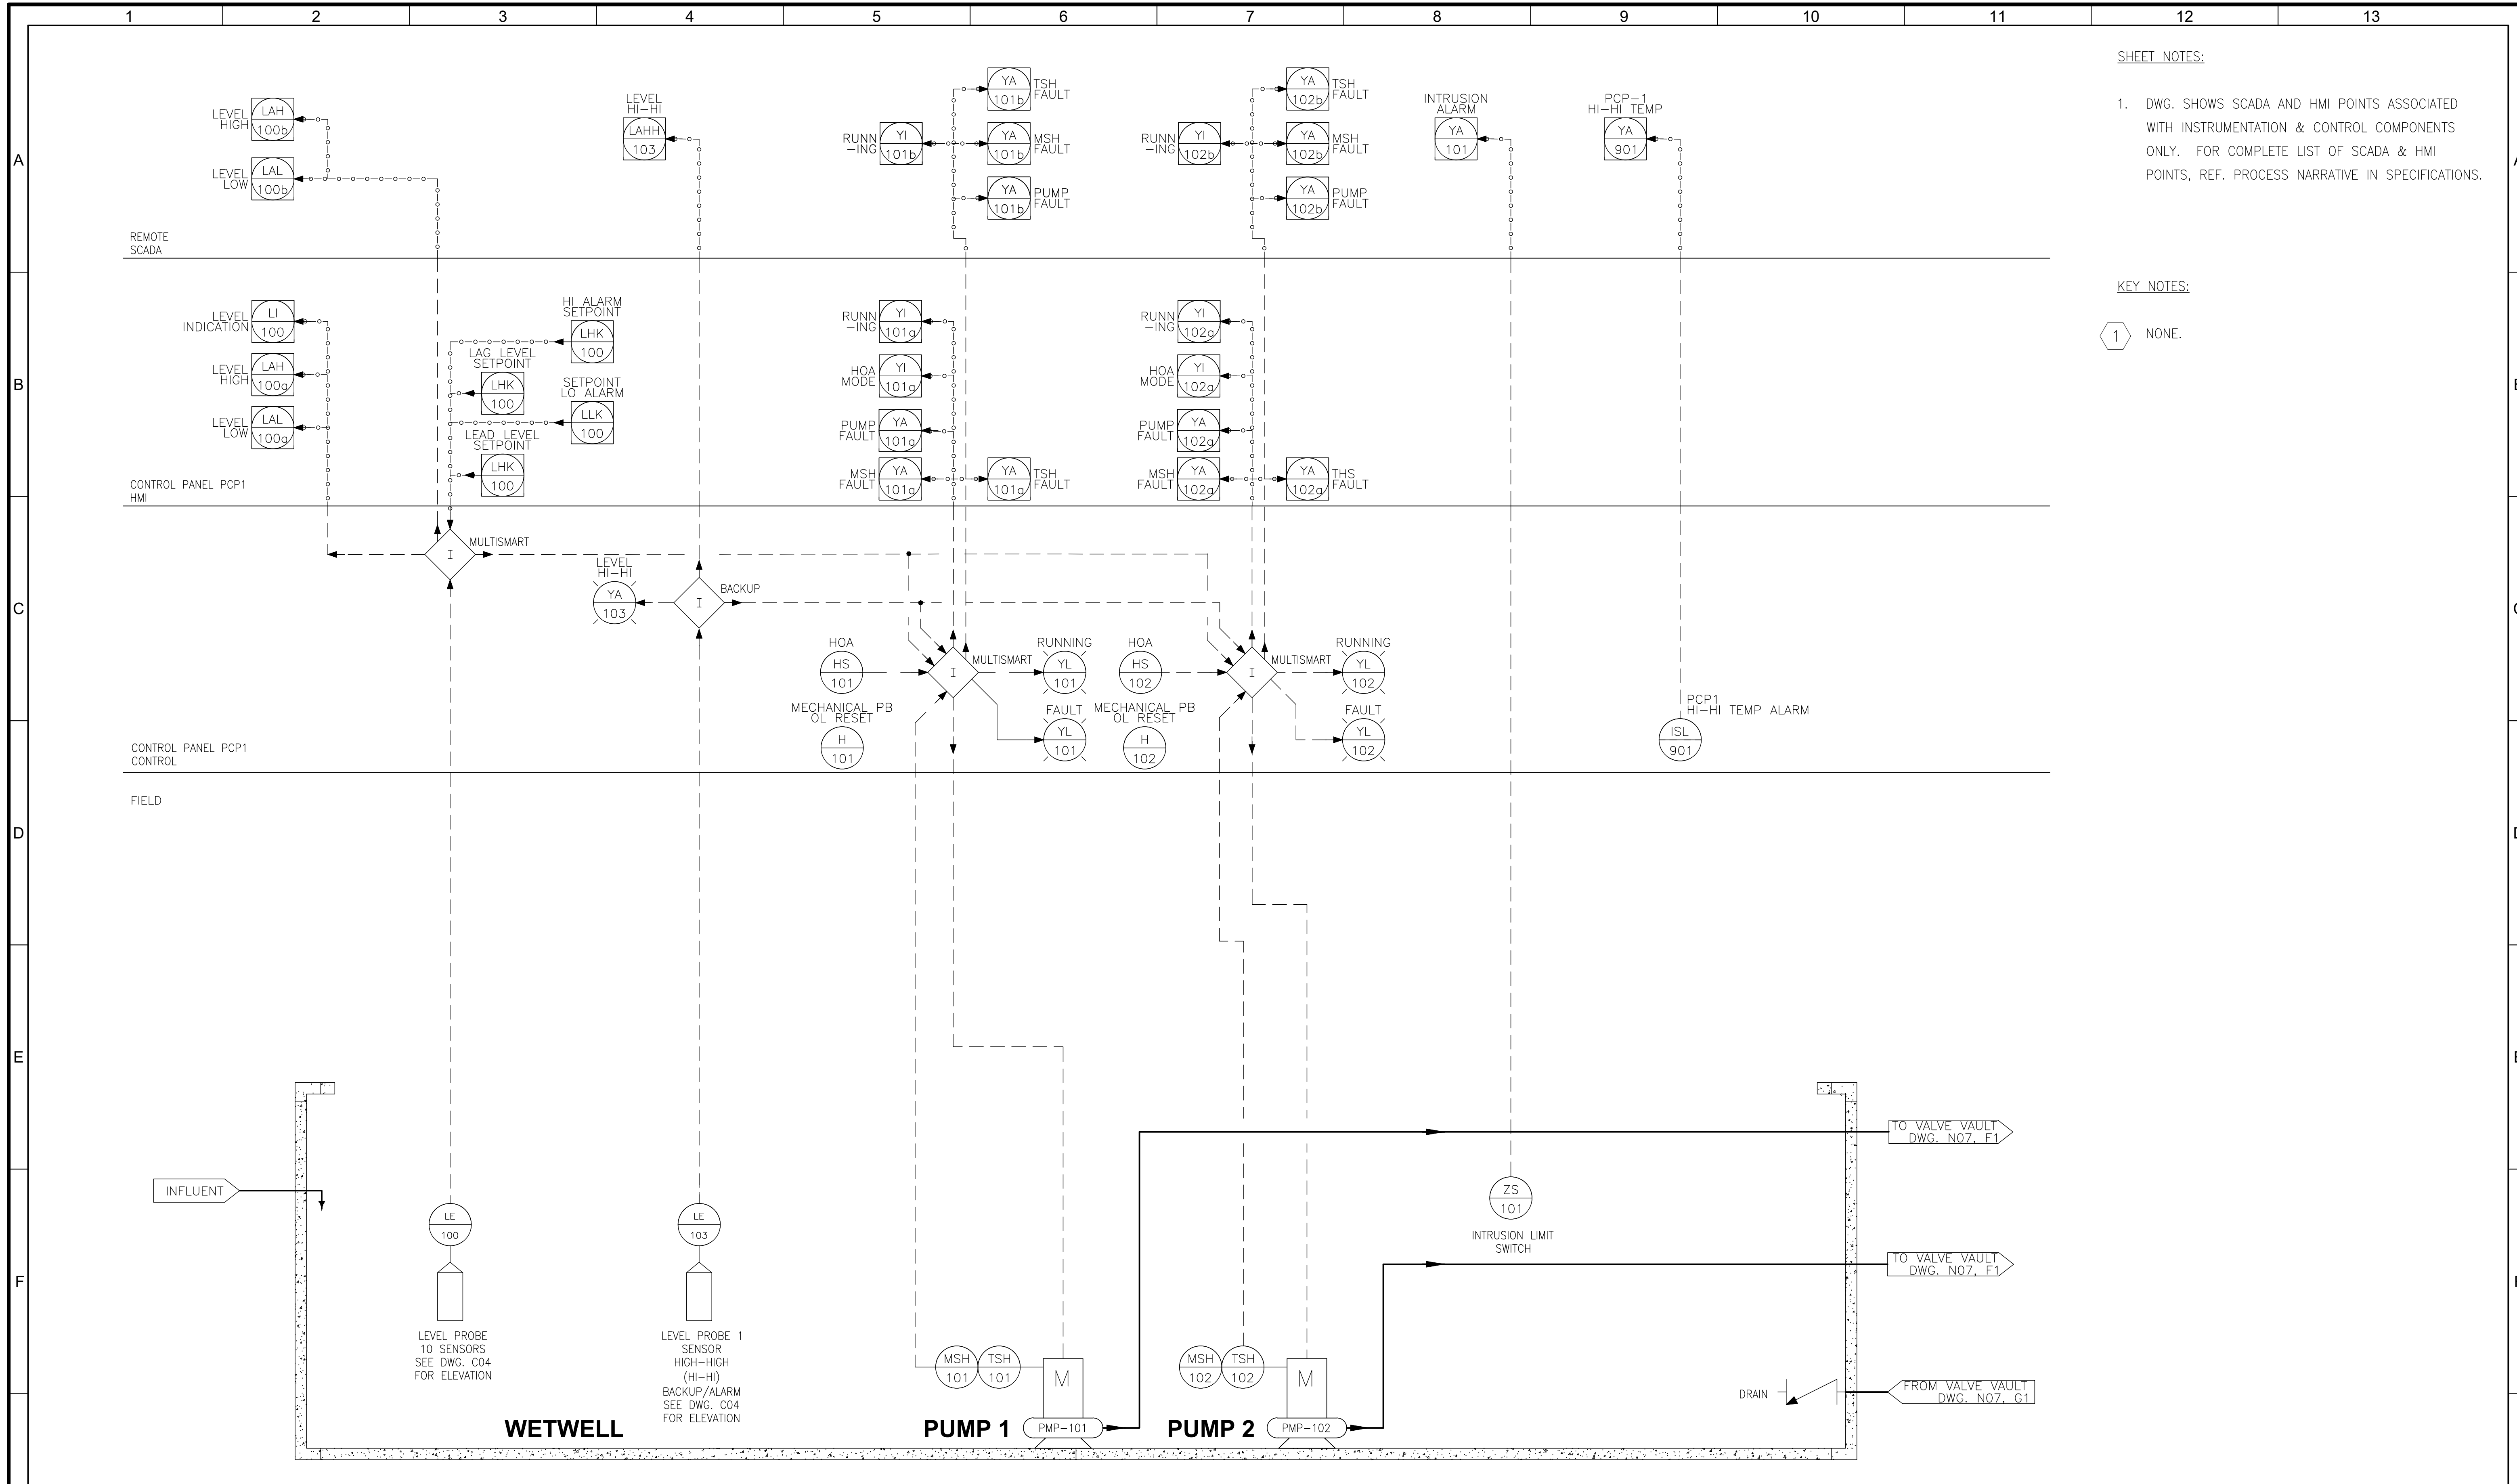 1 2 3 4 5 6 7 8 9 10 11 12 13
SHEET NOTES:
1. DWG. SHOWS SCADA AND HMI POINTS ASSOCIATED
WITH INSTRUMENTATION & CONTROL COMPONENTS
ONLY. FOR COMPLETE LIST OF SCADA & HMI
POINTS, REF. PROCESS NARRATIVE IN SPECIFICATIONS.
KEY NOTES:
1 NONE.
A
LEVEL
HIGH
LAH
100b
LEVEL
LOW
LAL
100b
LEVEL
HI-HI
LAHH
103
RUNN
-ING
YI
101b
YA
101b
TSH
FAULT
YA
101b
MSH
FAULT
YA
101b
PUMP
FAULT
RUNN
-ING
YI
102b
YA
102b
TSH
FAULT
YA
102b
MSH
FAULT
YA
102b
PUMP
FAULT
INTRUSION
ALARM
YA
101
PCP-1
HI-HI TEMP
YA
901
REMOTE
SCADA
B
LEVEL
INDICATION
LI
100
LEVEL
HIGH
LAH
100a
LEVEL
LOW
LAL
100a
HI ALARM
SETPOINT
LHK
100
LAG LEVEL
SETPOINT
LHK
100
SETPOINT
LO ALARM
LLK
100
LEAD LEVEL
SETPOINT
LHK
100
RUNN
-ING
YI
101a
HOA
MODE
YI
101a
PUMP
FAULT
YA
101a
MSH
FAULT
YA
101a
YA
101a
TSH
FAULT
RUNN
-ING
YI
102a
HOA
MODE
YI
102a
PUMP
FAULT
YA
102a
MSH
FAULT
YA
102a
YA
102a
THS
FAULT
CONTROL PANEL PCP1
HMI
C
I
MULTISMART
LEVEL
HI-HI
YA
103
I
BACKUP
HOA
HS
101
I
MULTISMART
RUNNING
YL
101
MECHANICAL PB
OL RESET
H
101
FAULT
YL
101
HOA
HS
102
I
MULTISMART
RUNNING
YL
102
MECHANICAL PB
OL RESET
H
102
FAULT
YL
102
PCP1
HI-HI TEMP ALARM
ISL
901
CONTROL PANEL PCP1
CONTROL
FIELD
D
E
TO VALVE VAULT
DWG. N07, F1
INFLUENT
LE
100
LE
103
ZS
101
INTRUSION LIMIT
SWITCH
TO VALVE VAULT
DWG. N07, F1
F
LEVEL PROBE
10 SENSORS
SEE DWG. C04
FOR ELEVATION
LEVEL PROBE 1
SENSOR
HIGH-HIGH
(HI-HI)
BACKUP/ALARM
SEE DWG. C04
FOR ELEVATION
MSH
101
TSH
101
M
MSH
102
TSH
102
M
DRAIN
FROM VALVE VAULT
DWG. N07, G1
WETWELL
PUMP 1
PMP-101
PUMP 2
PMP-102